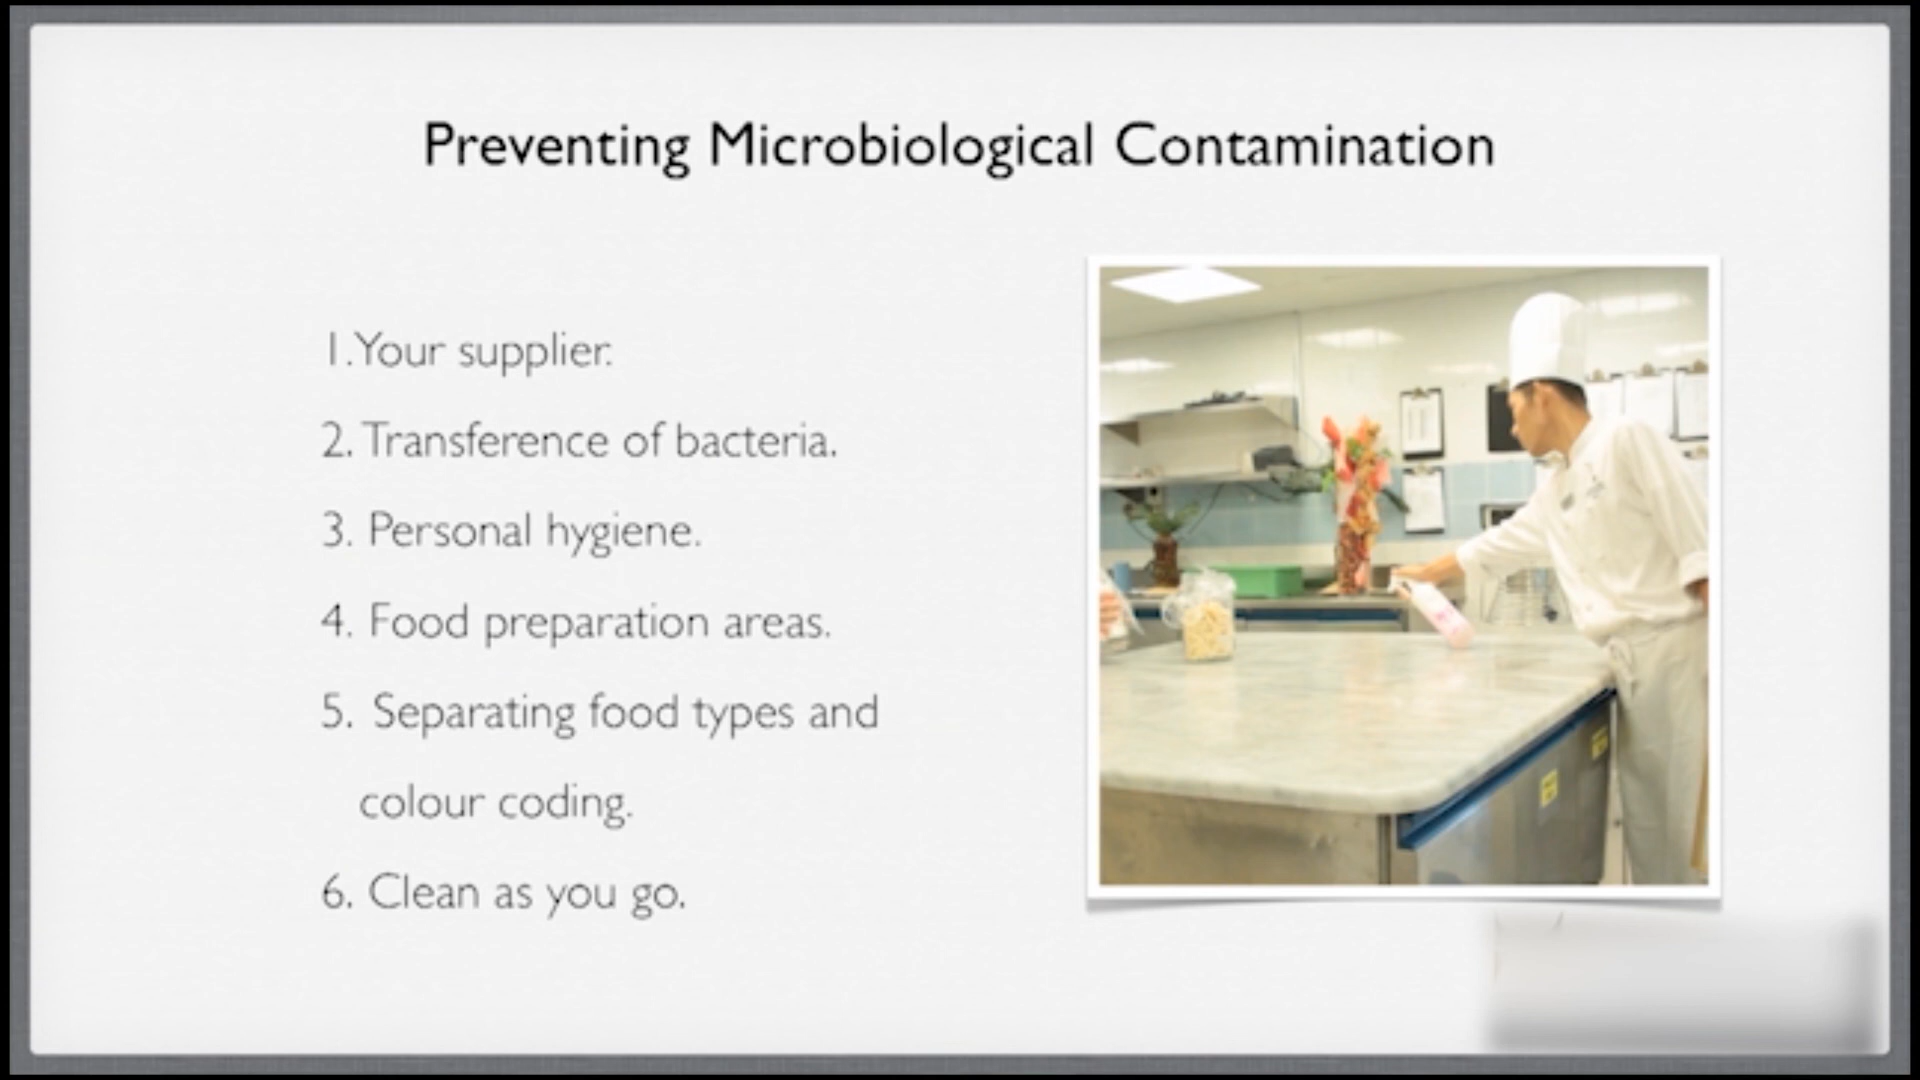 Preventing Microbiological Contamination
1. Your supplier.
2. Transference of bacteria.
3. Personal hygiene.
4. Food preparation areas.
5. Separating food types and
colour coding.
6. Clean as you go.